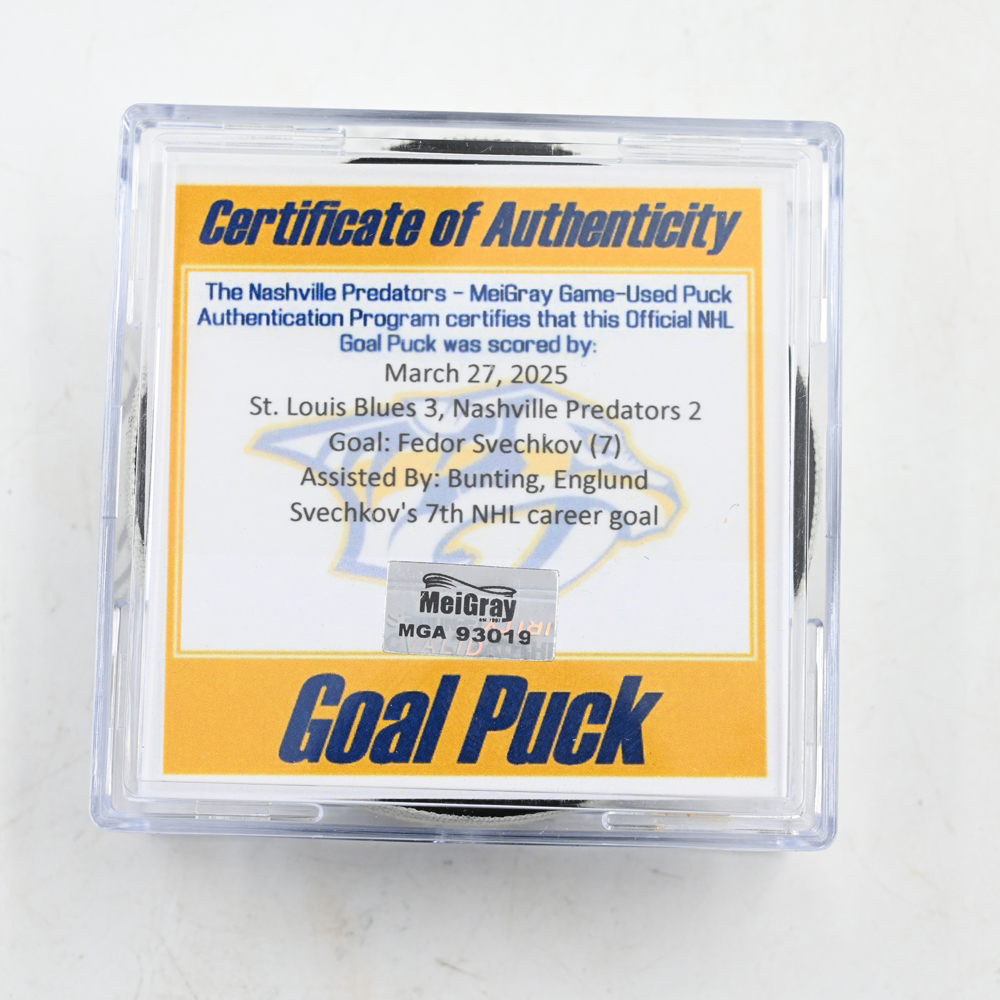 Certificate of Authenticity
The Nashville Predators - MeiGray Game-Used Puck
Authentication Program certifies that this Official NHL
Goal Puck was scored by:
March 27, 2025
St. Louis Blues 3, Nashville Predators 2
Goal: Fedor Svechkov (7)
Assisted By: Bunting, Englund
Svechkov's 7th NHL career goal
MeiGray
MGA 93019
VALID
Goal Puck